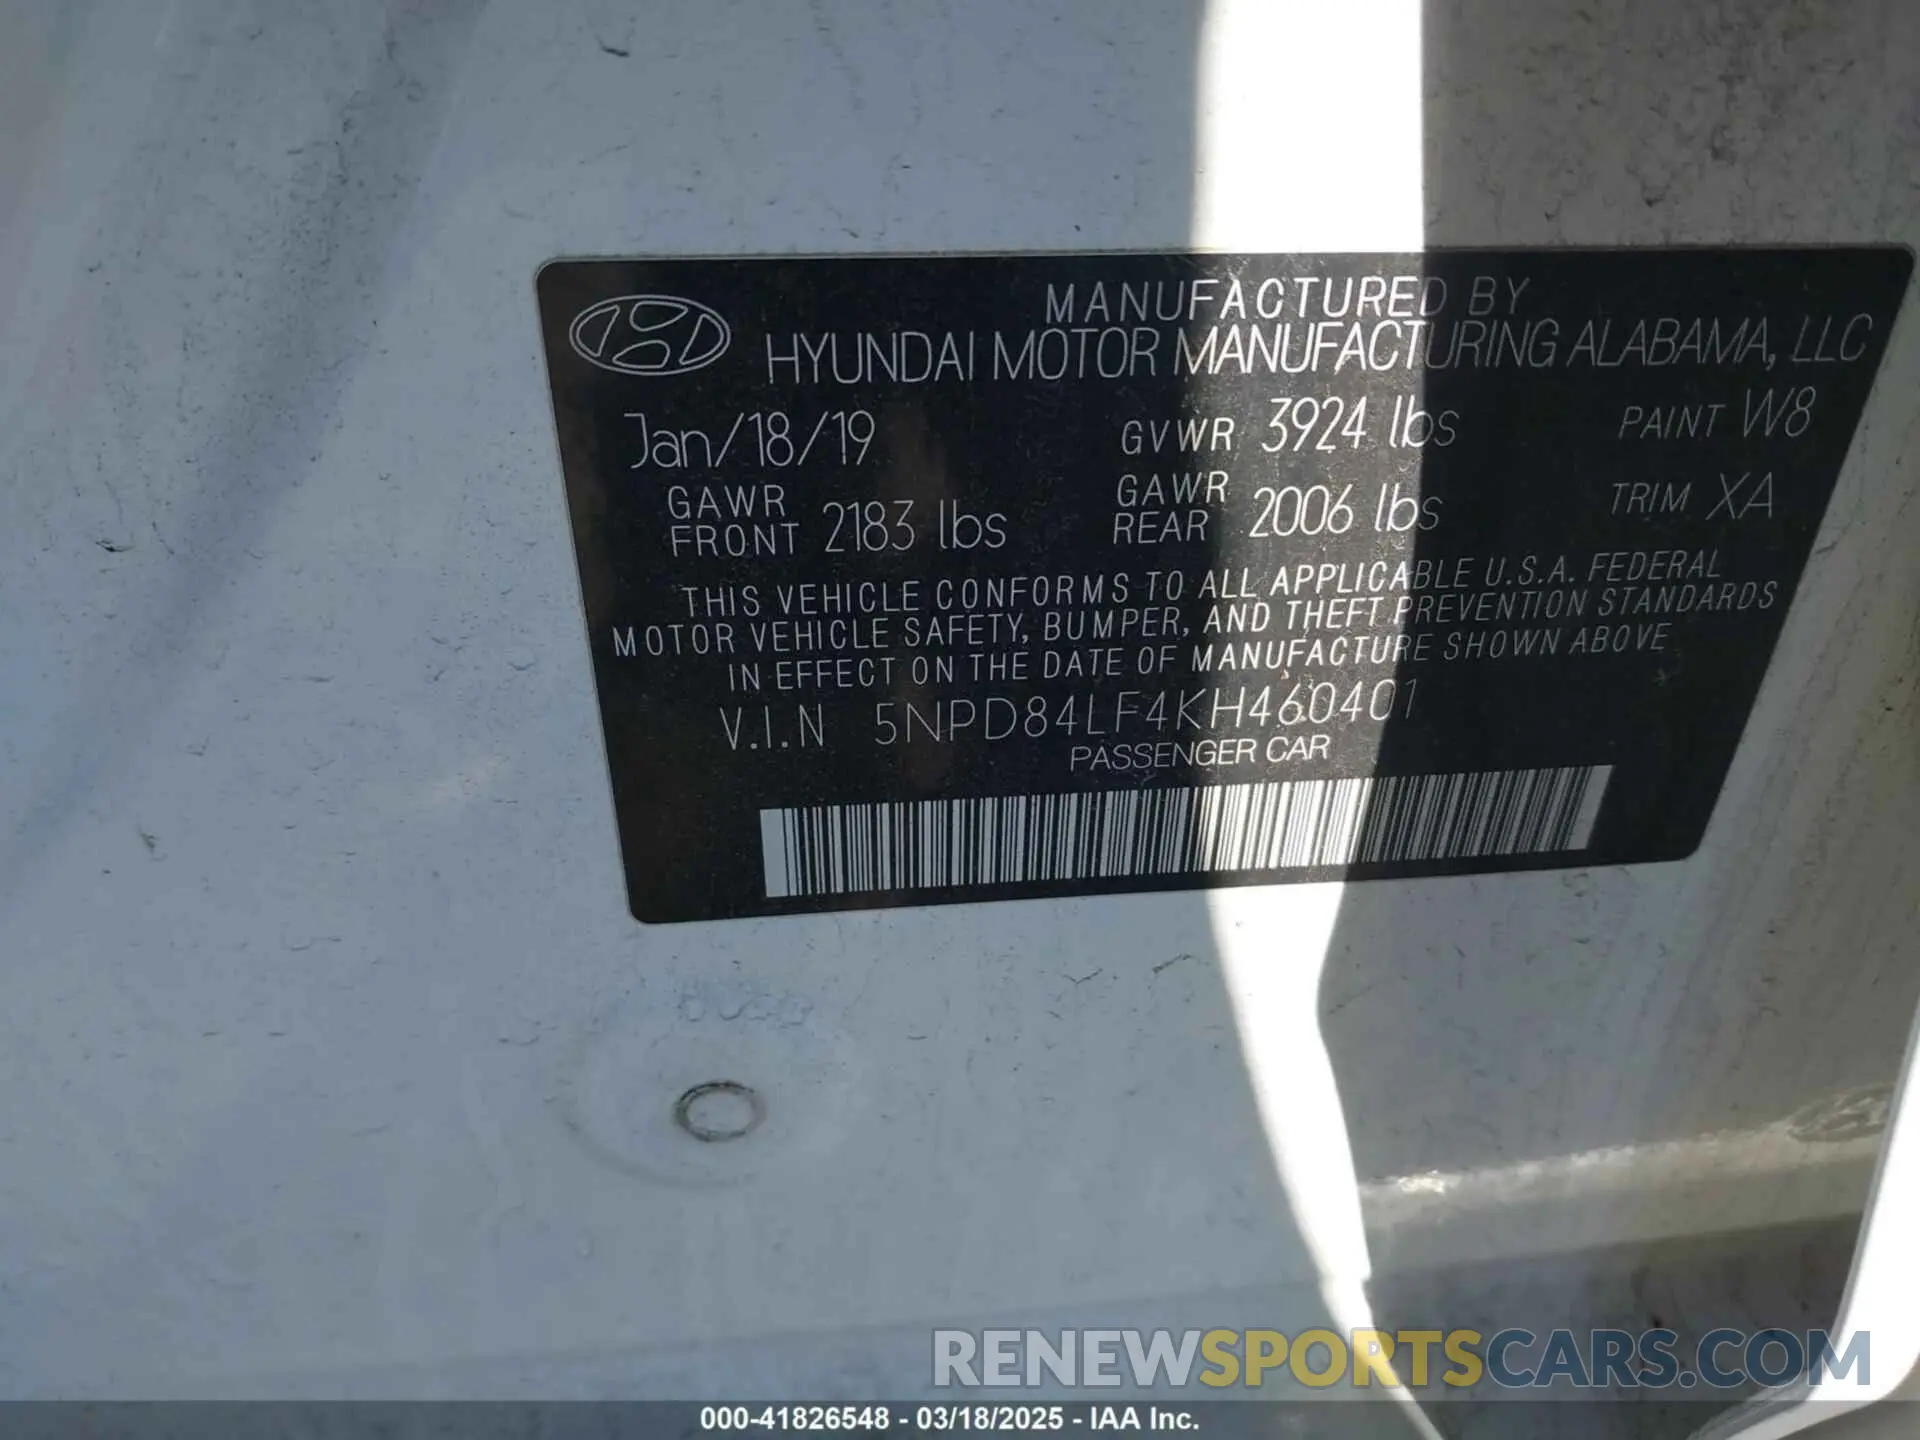 MANUFACTURED BY
HYUNDAI MOTOR MANUFACTURING ALABAMA, LLC
Jan/18/19 GVWR 3924 lbs PAINT W8
GAWR FRONT 2183 lbs GAWR REAR 2006 lbs TRIM XA
THIS VEHICLE CONFORMS TO ALL APPLICABLE U.S.A. FEDERAL
MOTOR VEHICLE SAFETY, BUMPER, AND THEFT PREVENTION STANDARDS
IN EFFECT ON THE DATE OF MANUFACTURE SHOWN ABOVE
V.I.N 5NPD84LF4KH460401
PASSENGER CAR
RENEWSPORTSCARS.COM
000-41826548 - 03/18/2025 - IAA Inc.